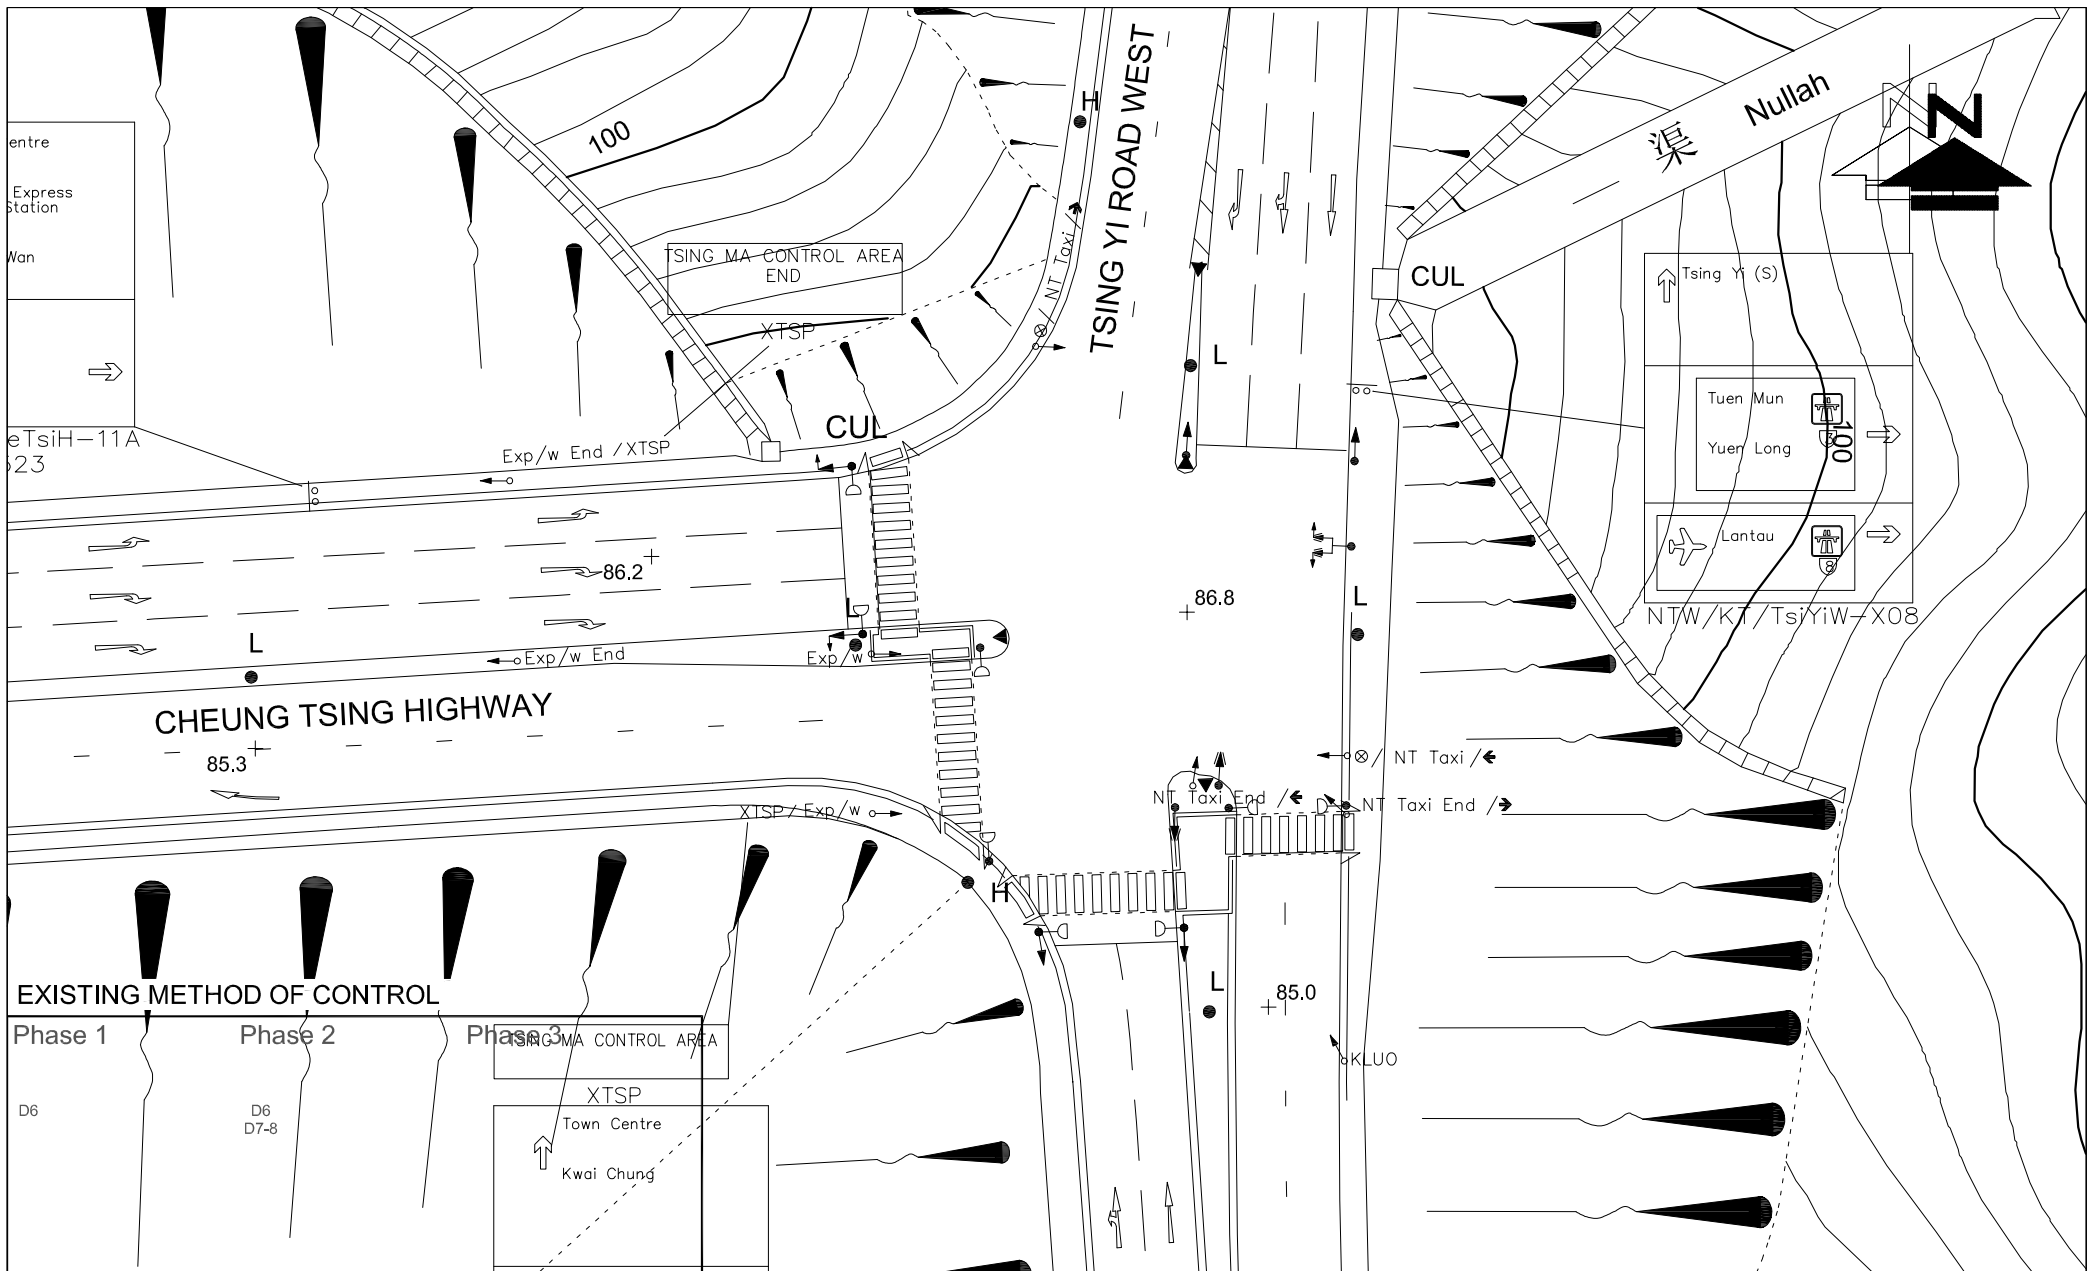 entre
Express
Station
Wan
100
H
TSING YI ROAD WEST
渠 Nullah
N
TSING MA CONTROL AREA
END
XTSP
NT Taxi /
CUL
CUL
Tsing Yi (S)
L
Tuen Mun
3
100
Yuen Long
Lantau
8
NTW/KT/TsiYiW-X08
eTsiH-11A
523
Exp/w End /XTSP
86.2
86.8
L
L
L
Exp/w End
Exp/w
CHEUNG TSING HIGHWAY
85.3
/ NT Taxi /
NT Taxi End /
NT Taxi End /
XTSP/Exp/w
H
L
85.0
KLUO
EXISTING METHOD OF CONTROL
Phase 1
Phase 2
Phase 3
TSING MA CONTROL AREA
XTSP
D6
D6
D7-8
Town Centre
Kwai Chung